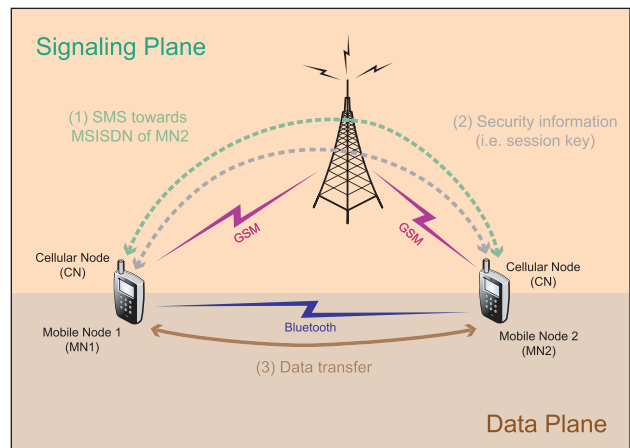 Signaling Plane
(1) SMS towards
MSISDN of MN2
(2) Security information
(i.e. session key)
GSM
GSM
Cellular Node
(CN)
Cellular Node
(CN)
Mobile Node 1
(MN1)
Bluetooth
Mobile Node 2
(MN2)
(3) Data transfer
Data Plane